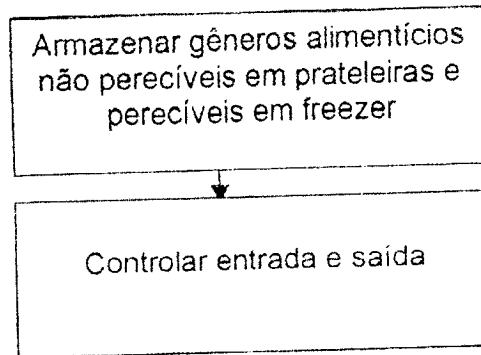 Armazenar gêneros alimentícios
não perecíveis em prateleiras e
perecíveis em freezer
Controlar entrada e saída